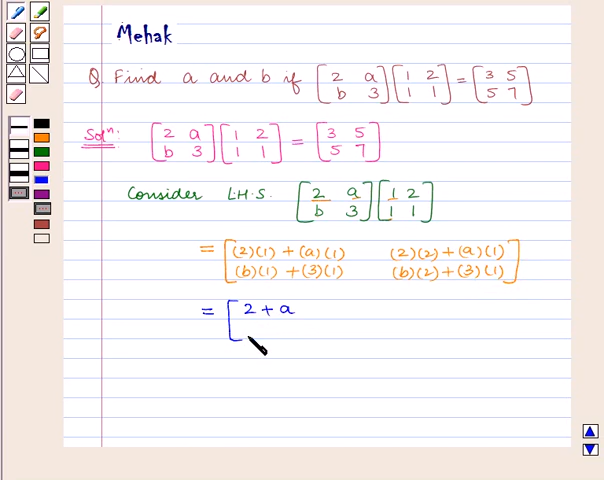 Mehak
Q Find a and b if [2 a b 3] [1 2 1 1] = [3 5 5 7]
Solⁿ: [2 a b 3] [1 2 1 1] = [3 5 5 7]
Consider L.H.S. [2 a b 3] [1 2 1 1]
= [(2)(1) + (a)(1) (2)(2) + (a)(1)
(b)(1) + (3)(1) (b)(2) + (3)(1)]
= [2 + a